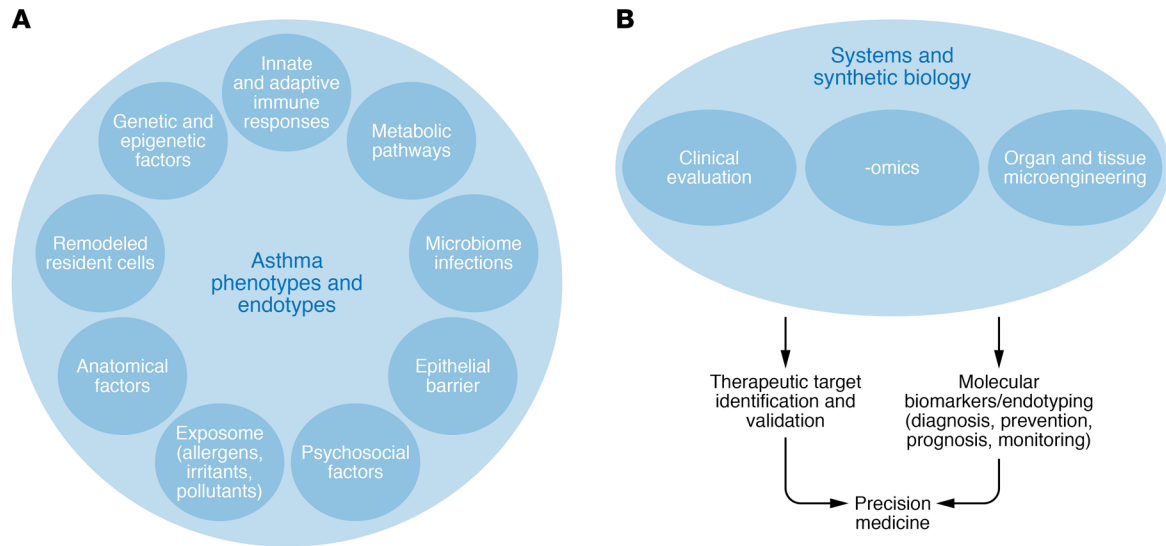 A
Innate
and adaptive
immune
responses
Metabolic
pathways
Microbiome
infections
Epithelial
barrier
Psychosocial
factors
Exposome
(allergens,
irritants,
pollutants)
Anatomical
factors
Remodeled
resident cells
Genetic and
epigenetic
factors
Asthma
phenotypes and
endotypes
B
Systems and
synthetic biology
Clinical
evaluation
-omics
Organ and tissue
microengineering
Therapeutic target
identification and
validation
Molecular
biomarkers/endotyping
(diagnosis, prevention,
prognosis, monitoring)
Precision
medicine